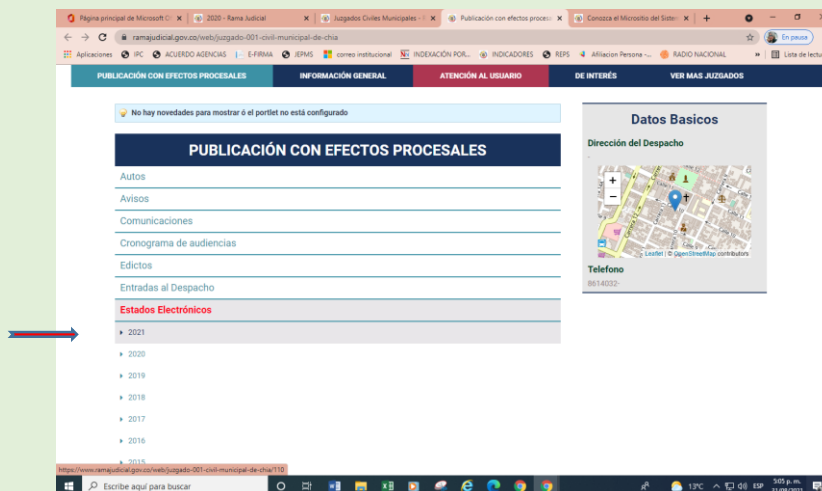 Página principal de Microsoft O
2020 - Rama Judicial
Juzgados Civiles Municipales - 
Publicación con efectos proces
Conozca el Micrositio del Sister
ramajudicial.gov.co/web/juzgado-001-civil-municipal-de-chia
En pausa
Aplicaciones IPC ACUERDO AGENCIAS E-FIRMA JEPMS correo institucional INDEXACIÓN POR... INDICADORES REPS Afiliacion Persona -... RADIO NACIONAL » Lista de lectu
PUBLICACIÓN CON EFECTOS PROCESALES INFORMACIÓN GENERAL ATENCIÓN AL USUARIO DE INTERÉS VER MAS JUZGADOS
No hay novedades para mostrar ó el portlet no está configurado
PUBLICACIÓN CON EFECTOS PROCESALES
Autos
Avisos
Comunicaciones
Cronograma de audiencias
Edictos
Entradas al Despacho
Estados Electrónicos
2021
2020
2019
2018
2017
2016
2015
Datos Basicos
Dirección del Despacho
-
+
−
Leaflet | © OpenStreetMap contributors
Telefono
8614032-
https://www.ramajudicial.gov.co/web/juzgado-001-civil-municipal-de-chia/110
Escribe aquí para buscar
13°C ESP 5:05 p. m.